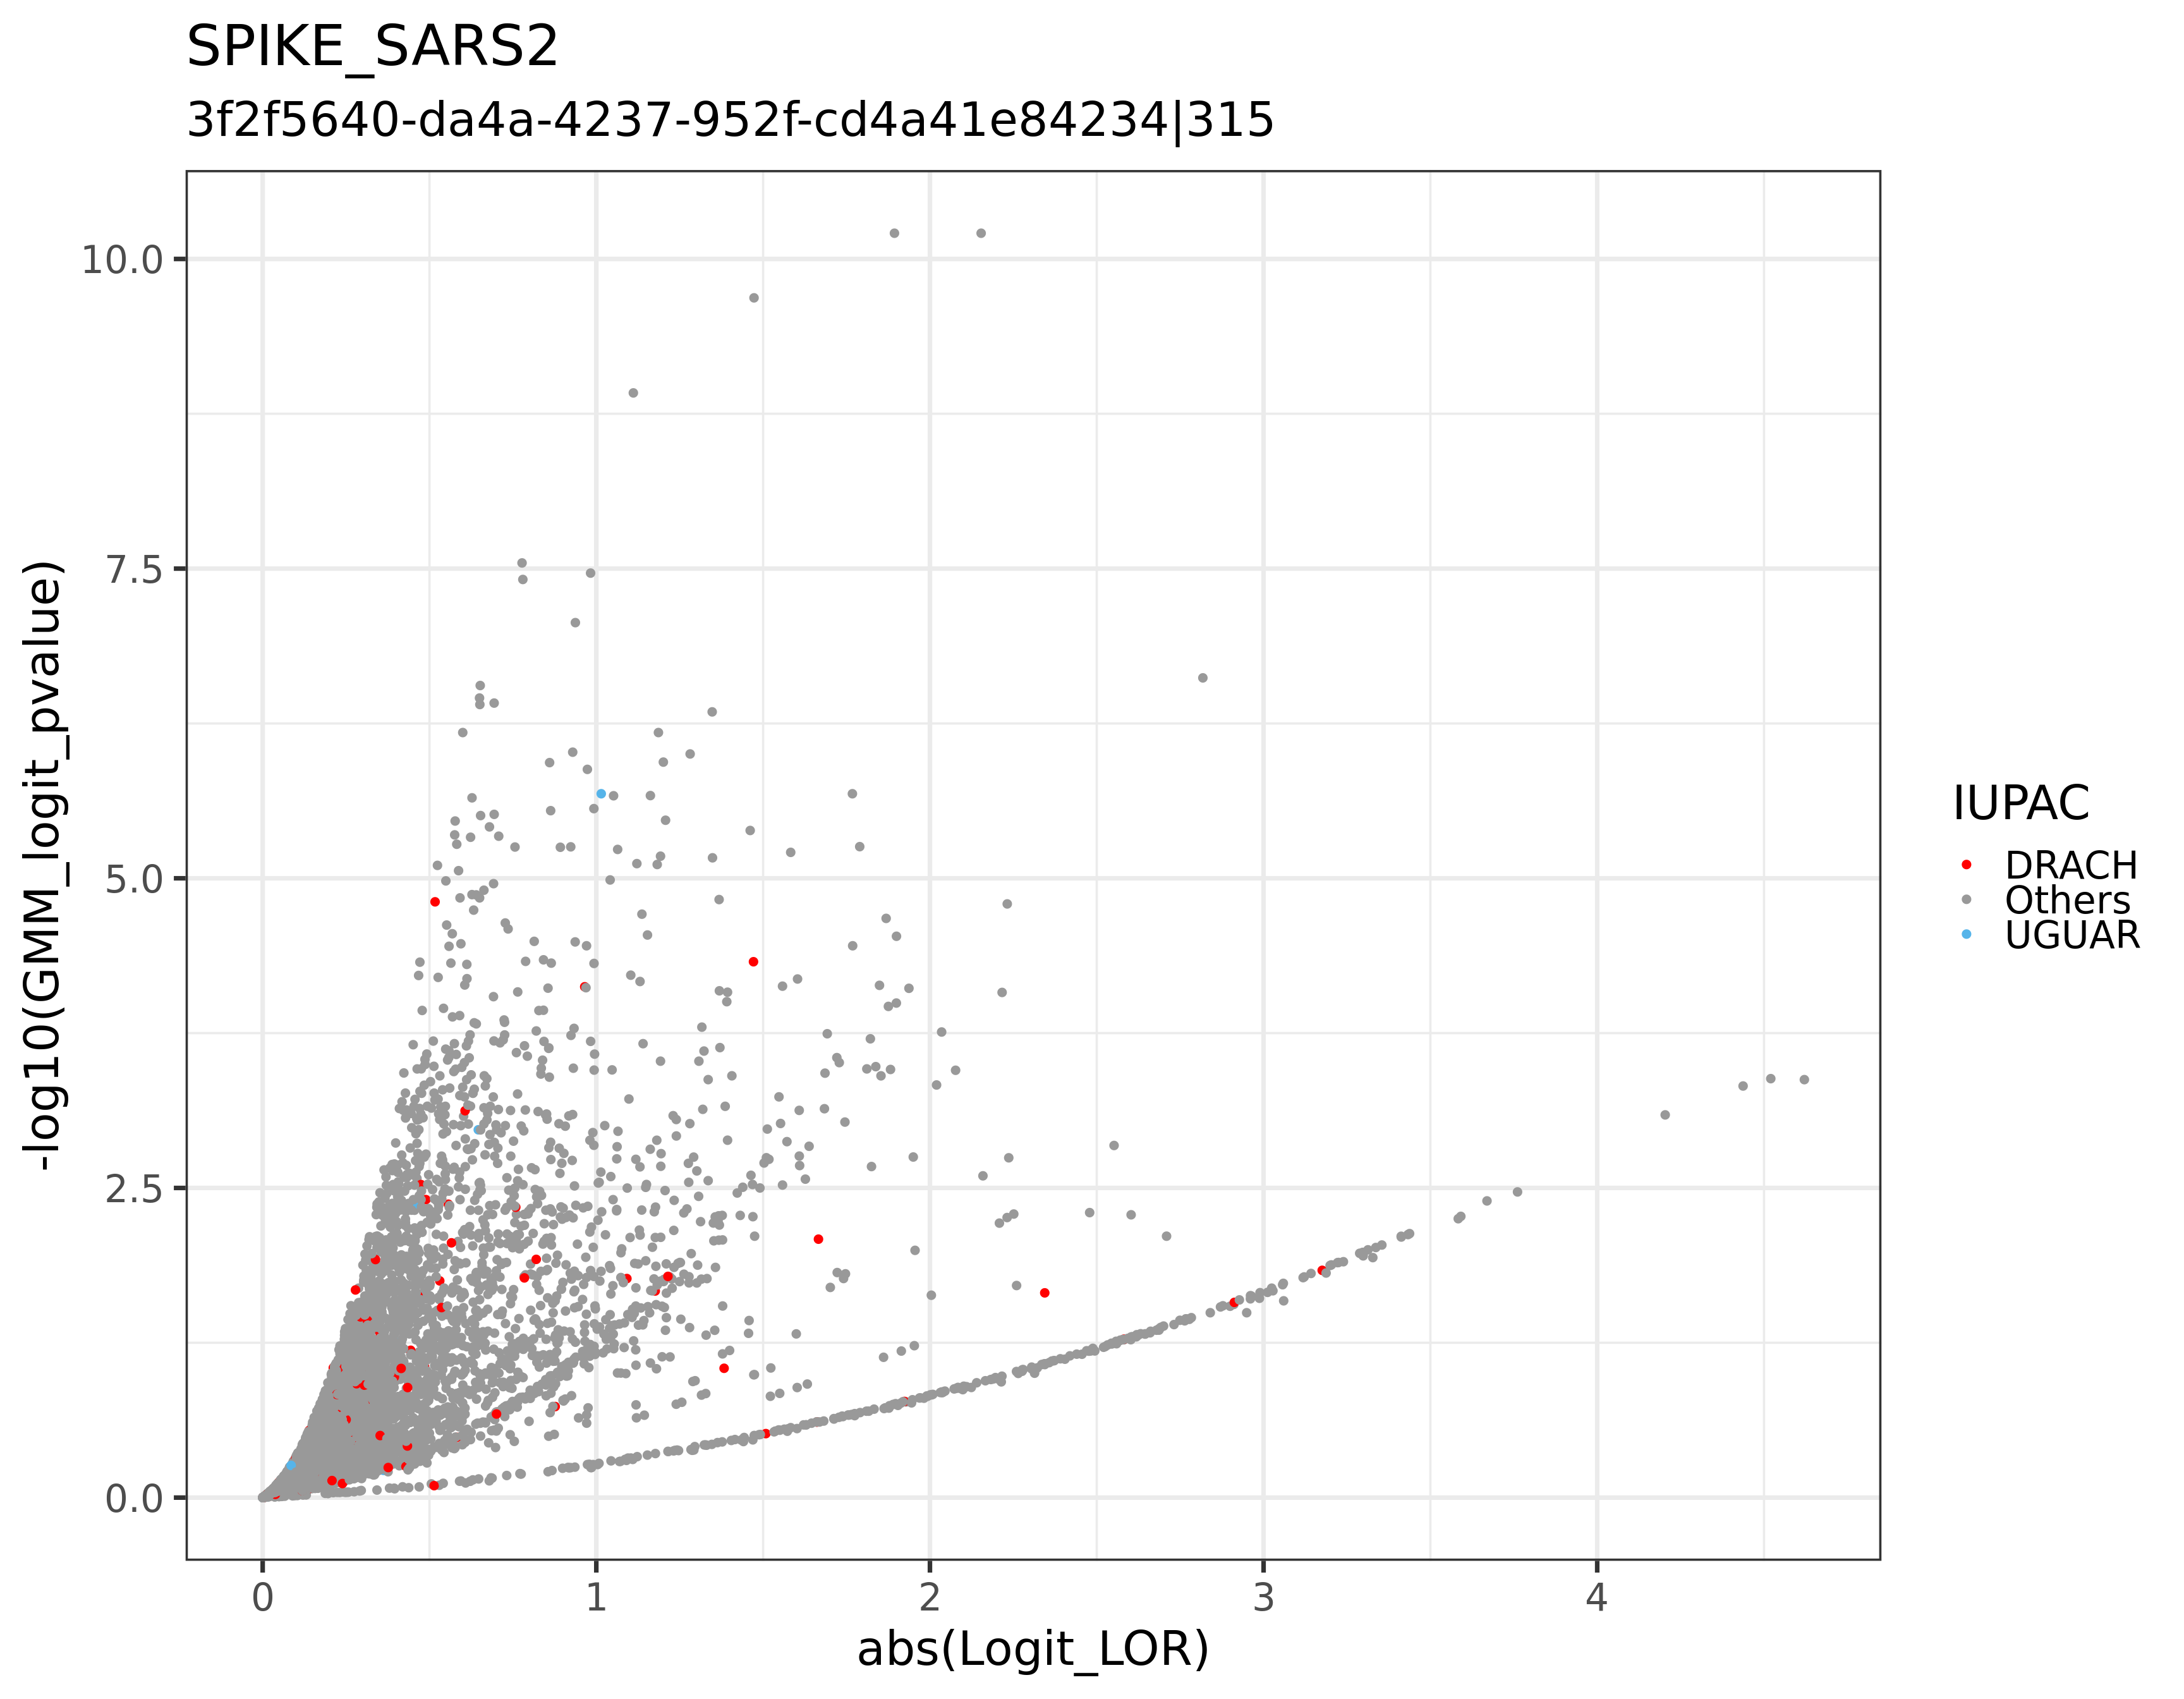 SPIKE_SARS2
3f2f5640-da4a-4237-952f-cd4a41e84234|315
-log10(GMM_logit_pvalue)
10.0
7.5
5.0
2.5
0.0
0 1 2 3 4
abs(Logit_LOR)
IUPAC
DRACH
Others
UGUAR